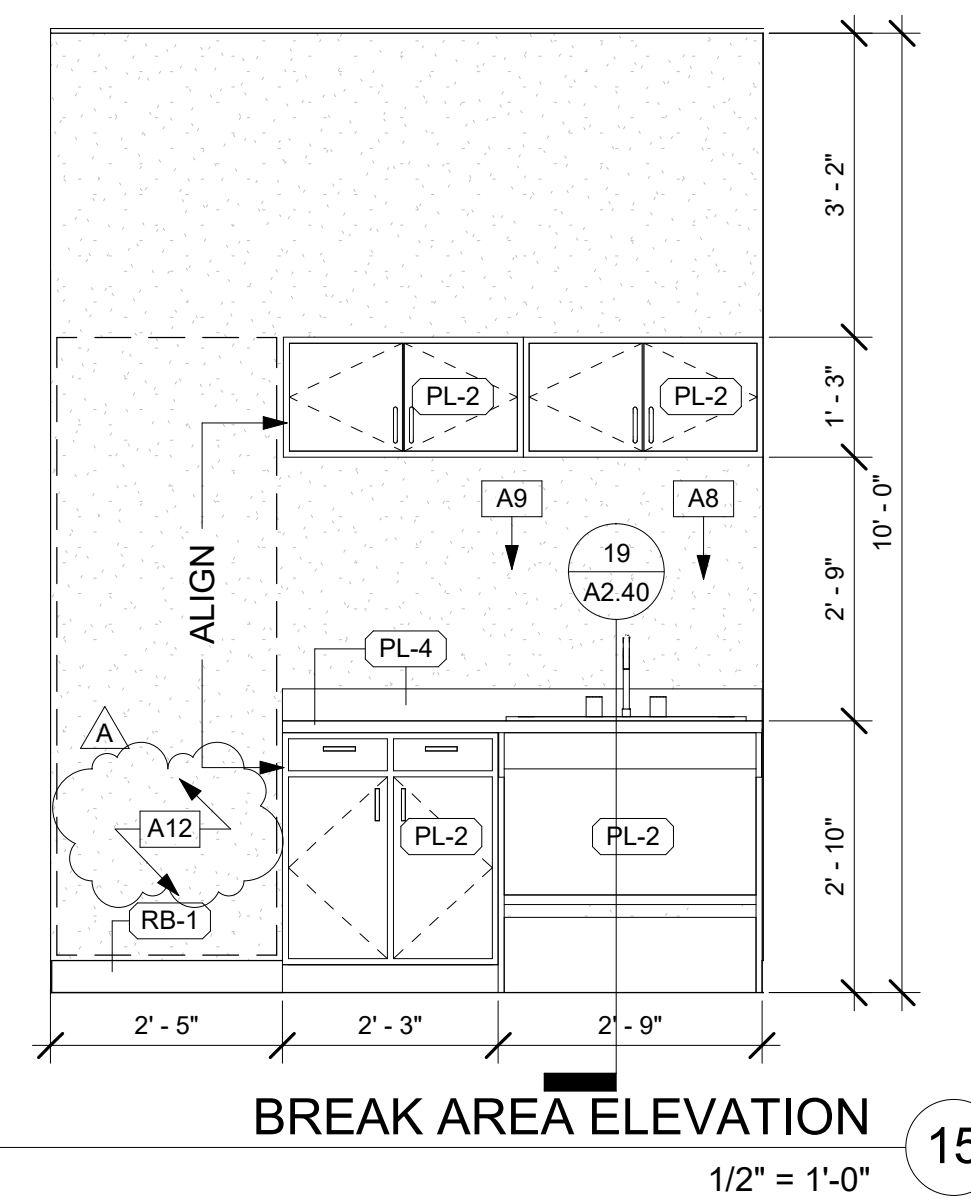 3' - 2"
PL-2
PL-2
1' - 3"
A9
A8
10' - 0"
19
A2.40
2' - 9"
ALIGN
PL-4
A
A12
PL-2
PL-2
2' - 10"
RB-1
2' - 5"
2' - 3"
2' - 9"
BREAK AREA ELEVATION
15
1/2" = 1'-0"